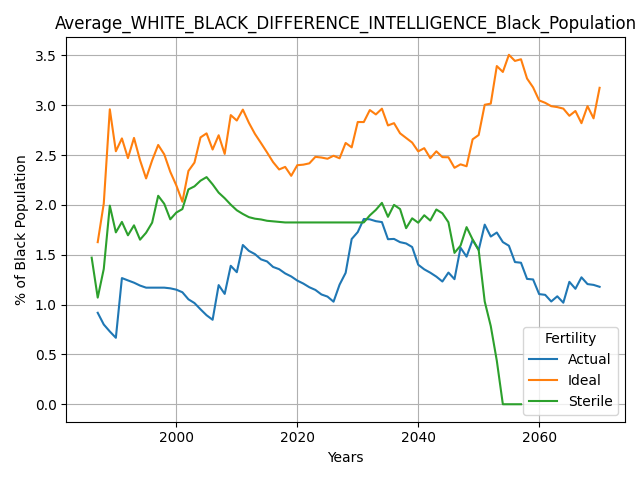 Average_WHITE_BLACK_DIFFERENCE_INTELLIGENCE_Black_Population
% of Black Population
3.5
3.0
2.5
2.0
1.5
1.0
0.5
0.0
2000
2020
2040
2060
Years
Fertility
Actual
Ideal
Sterile